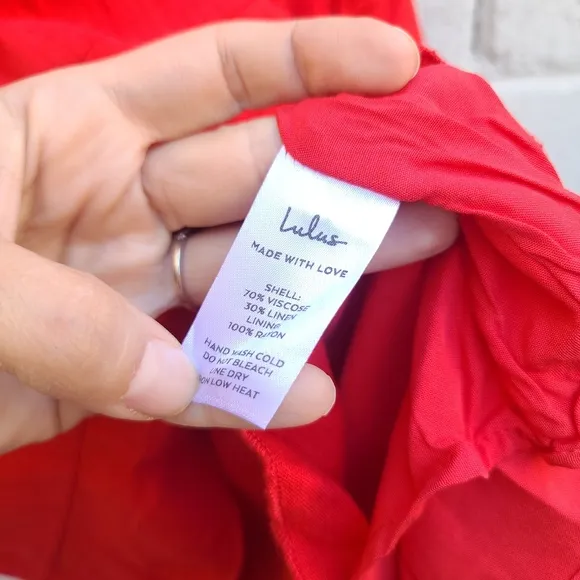 Lulus
MADE WITH LOVE
SHELL:
70% VISCOSE
30% LINEN
LINING
100% RAYON
HAND WASH COLD
DO NOT BLEACH
LINE DRY
IRON LOW HEAT